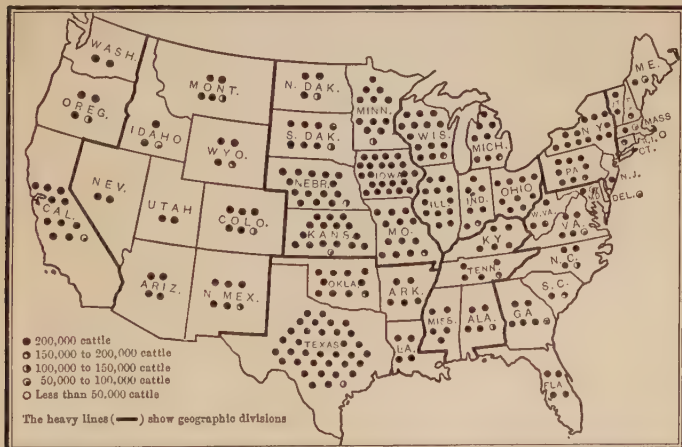 WASH.
OREG.
CAL.
NEV.
IDAHO
MONT.
WYO.
UTAH
COLO.
ARIZ.
N. MEX.
N. DAK.
S. DAK.
NEBR.
KANS.
OKLA.
TEXAS
MINN.
IOWA
MO.
ARK.
LA.
WIS.
ILL.
MICH.
IND.
OHIO
KY.
TENN.
MISS.
ALA.
GA.
FLA.
S.C.
N.C.
VA.
W.VA.
PA.
N.Y.
ME.
MASS
R.I.
CT.
N.J.
DEL.
MD.
200,000 cattle
150,000 to 200,000 cattle
100,000 to 150,000 cattle
50,000 to 100,000 cattle
Less than 50,000 cattle
The heavy lines ( — ) show geographic divisions